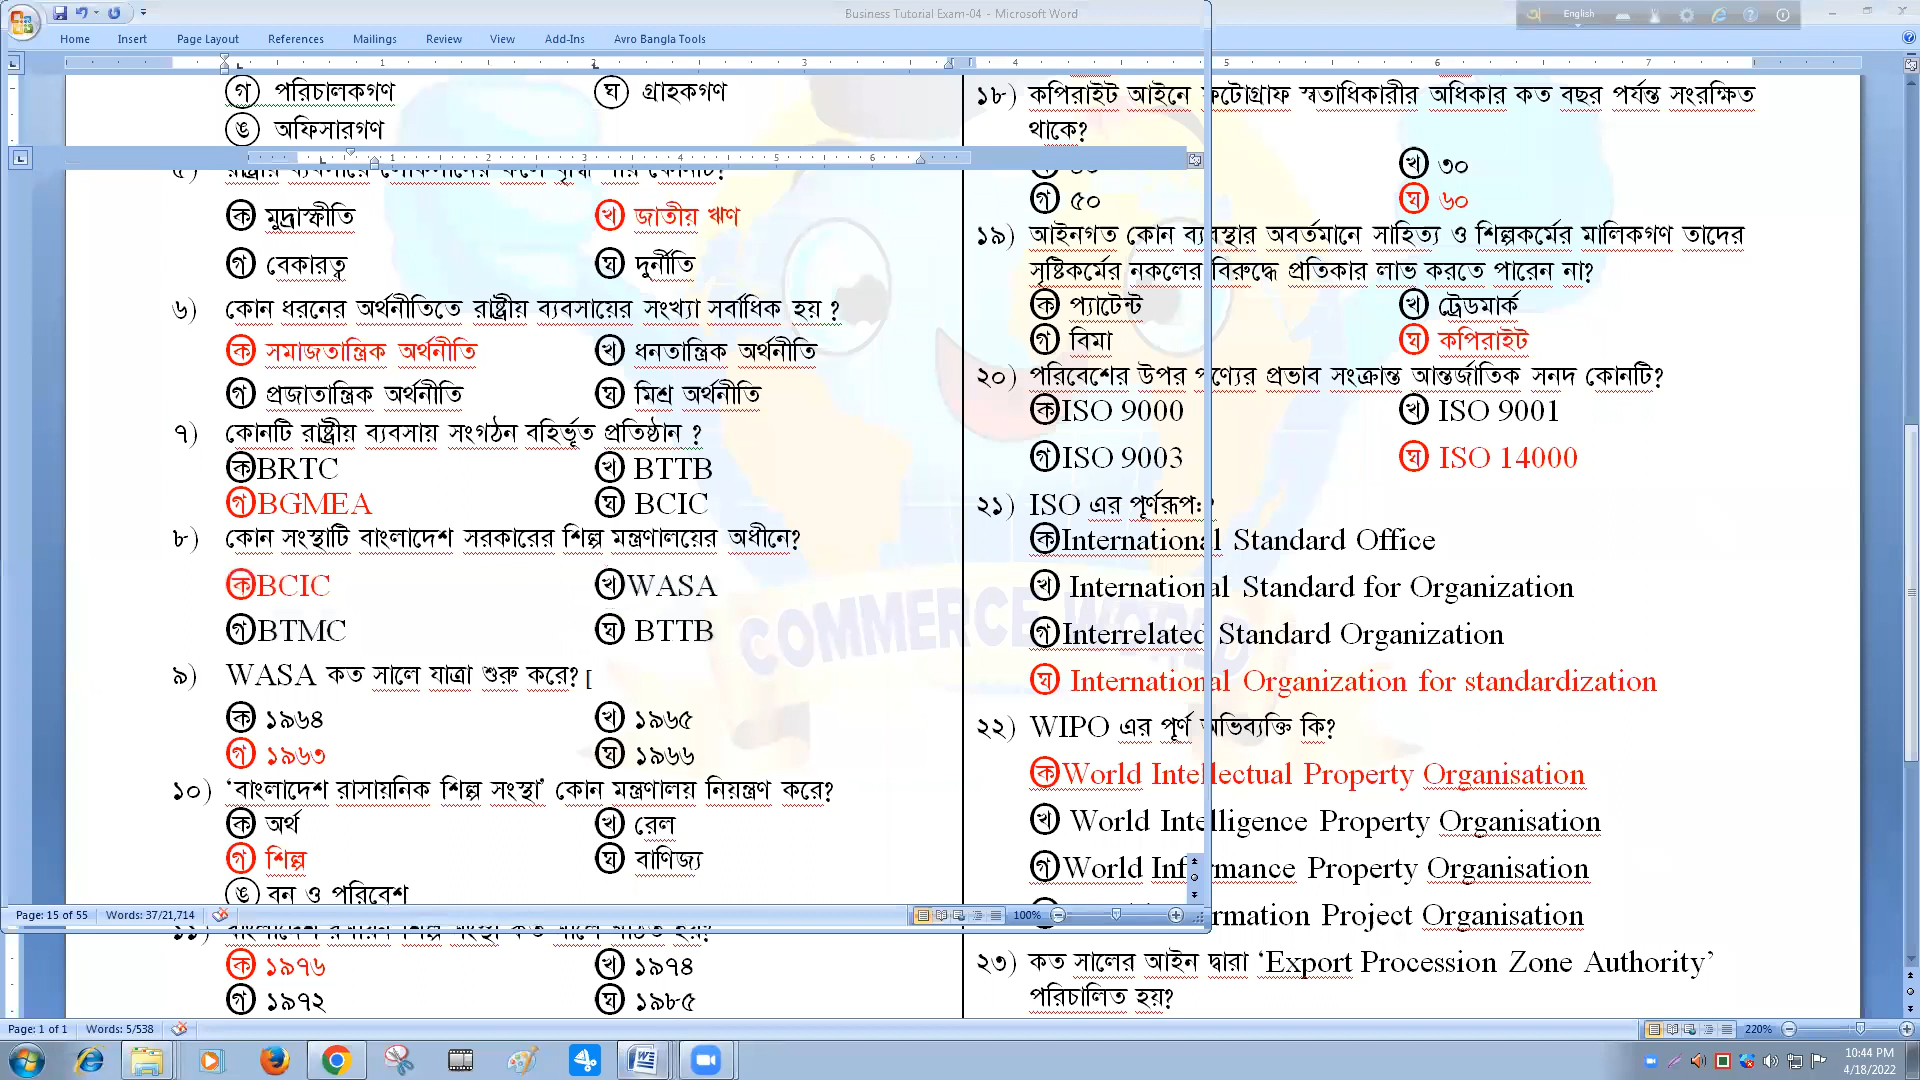 Business Tutorial Exam-04 - Microsoft Word
English
Home Insert Page Layout References Mailings Review View Add-Ins Avro Bangla Tools
গ পরিচালকগণ ঘ গ্রাহকগণ
ঙ অফিসারগণ
ক মুদ্রাস্ফীতি খ জাতীয় ঋণ
গ বেকারত্ব ঘ দুর্নীতি
৬) কোন ধরনের অর্থনীতিতে রাষ্ট্রীয় ব্যবসায়ের সংখ্যা সর্বাধিক হয় ?
ক সমাজতান্ত্রিক অর্থনীতি খ ধনতান্ত্রিক অর্থনীতি
গ প্রজাতান্ত্রিক অর্থনীতি ঘ মিশ্র অর্থনীতি
৭) কোনটি রাষ্ট্রীয় ব্যবসায় সংগঠন বহির্ভূত প্রতিষ্ঠান ?
ক BRTC খ BTTB
গ BGMEA ঘ BCIC
৮) কোন সংস্থাটি বাংলাদেশ সরকারের শিল্প মন্ত্রণালয়ের অধীনে?
ক BCIC খ WASA
গ BTMC ঘ BTTB
৯) WASA কত সালে যাত্রা শুরু করে? [
ক ১৯৬৪ খ ১৯৬৫
গ ১৯৬৩ ঘ ১৯৬৬
১০) ‘বাংলাদেশ রাসায়নিক শিল্প সংস্থা’ কোন মন্ত্রণালয় নিয়ন্ত্রণ করে?
ক অর্থ খ রেল
গ শিল্প ঘ বাণিজ্য
ঙ বন ও পরিবেশ
Page: 15 of 55 Words: 37/21,714 100%
ক ১৯৭৬ খ ১৯৭৪
গ ১৯৭২ ঘ ১৯৮৫
১৮) কপিরাইট আইনে ফটোগ্রাফ স্বতাধিকারীর অধিকার কত বছর পর্যন্ত সংরক্ষিত
থাকে?
খ ৩০
গ ৫০ ঘ ৬০
১৯) আইনগত কোন ব্যবস্থার অবর্তমানে সাহিত্য ও শিল্পকর্মের মালিকগণ তাদের
সৃষ্টিকর্মের নকলের বিরুদ্ধে প্রতিকার লাভ করতে পারেন না?
ক প্যাটেন্ট খ ট্রেডমার্ক
গ বিমা ঘ কপিরাইট
২০) পরিবেশের উপর পণ্যের প্রভাব সংক্রান্ত আন্তর্জাতিক সনদ কোনটি?
ক ISO 9000 খ ISO 9001
গ ISO 9003 ঘ ISO 14000
২১) ISO এর পূর্ণরূপঃ?
ক International Standard Office
খ International Standard for Organization
গ Interrelated Standard Organization
ঘ International Organization for standardization
২২) WIPO এর পূর্ণ অভিব্যক্তি কি?
ক World Intellectual Property Organisation
খ World Intelligence Property Organisation
গ World Informance Property Organisation
rmation Project Organisation
২৩) কত সালের আইন দ্বারা ‘Export Procession Zone Authority’
পরিচালিত হয়?
COMMERCE WORLD
Page: 1 of 1 Words: 5/538 220%
10:44 PM
4/18/2022